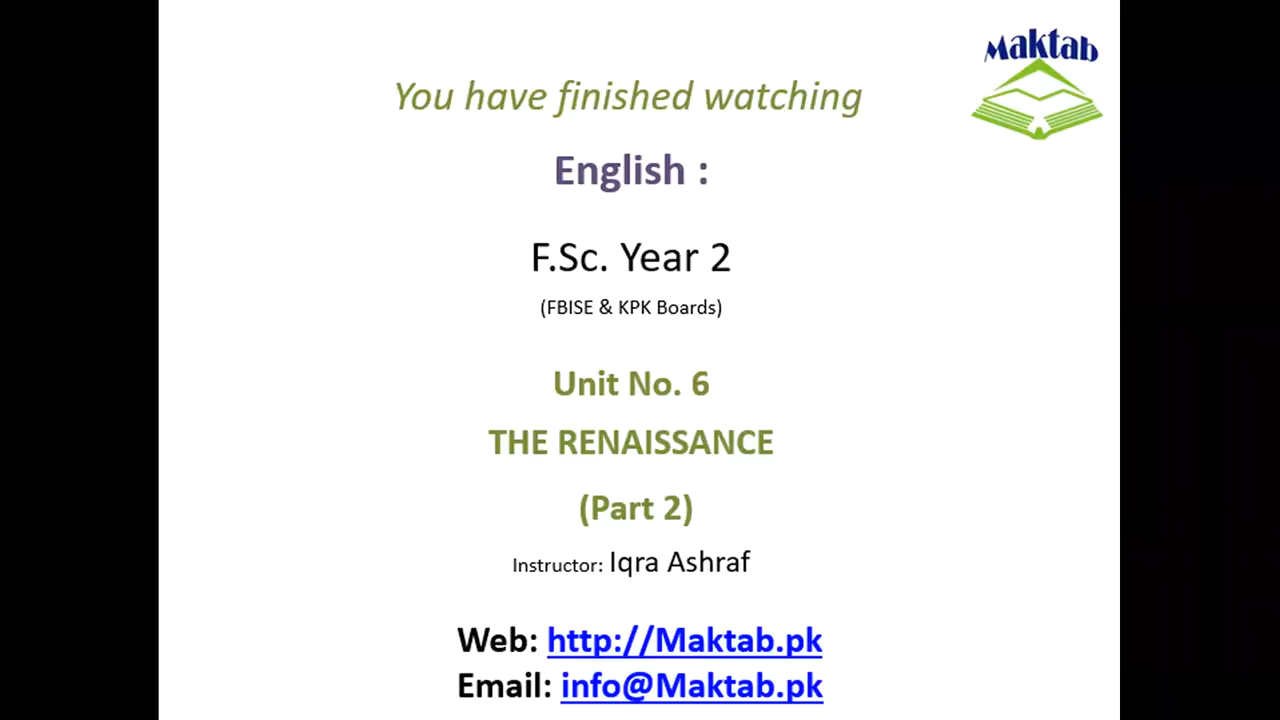 Maktab
You have finished watching
English :
F.Sc. Year 2
(FBISE & KPK Boards)
Unit No. 6
THE RENAISSANCE
(Part 2)
Instructor: Iqra Ashraf
Web: http://Maktab.pk
Email: info@Maktab.pk